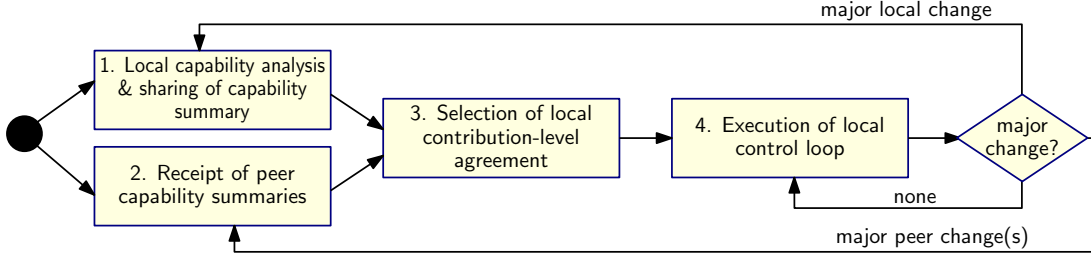 major local change
1. Local capability analysis
& sharing of capability
summary
2. Receipt of peer
capability summaries
3. Selection of local
contribution-level
agreement
4. Execution of local
control loop
major
change?
none
major peer change(s)